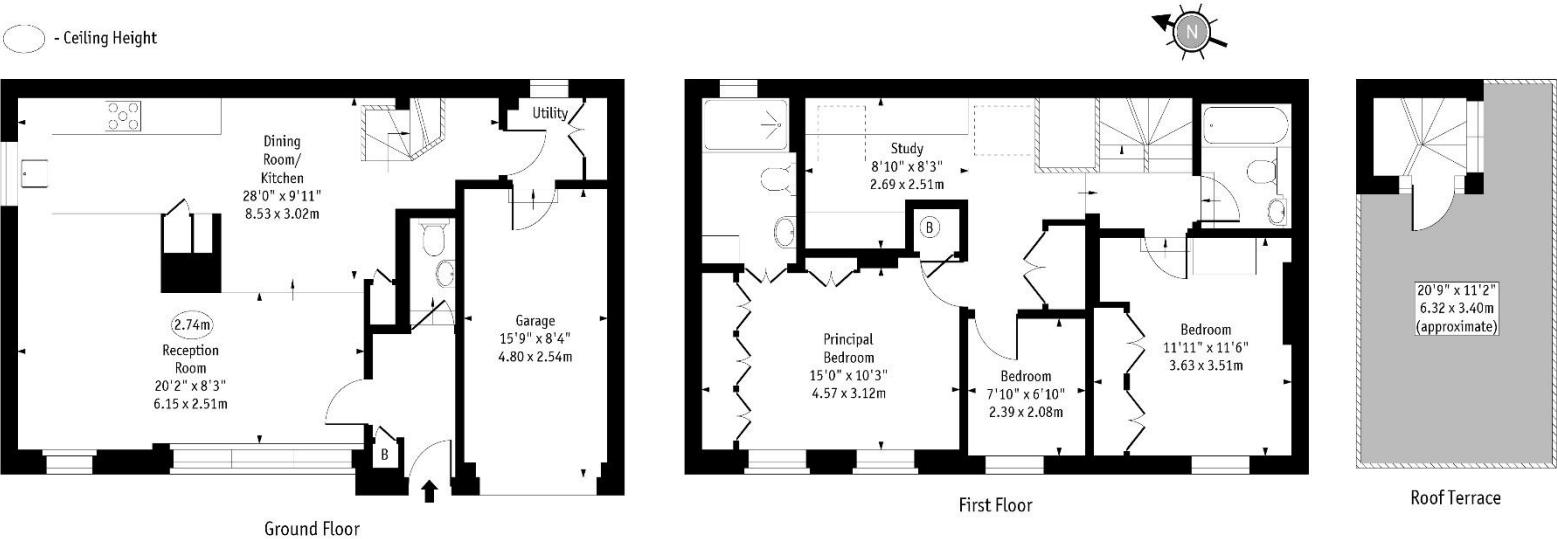 - Ceiling Height
N
Utility
Dining
Room/
Kitchen
28'0" x 9'11"
8.53 x 3.02m
2.74m
Reception
Room
20'2" x 8'3"
6.15 x 2.51m
Garage
15'9" x 8'4"
4.80 x 2.54m
B
Ground Floor
Study
8'10" x 8'3"
2.69 x 2.51m
B
Principal
Bedroom
15'0" x 10'3"
4.57 x 3.12m
Bedroom
7'10" x 6'10"
2.39 x 2.08m
Bedroom
11'11" x 11'6"
3.63 x 3.51m
First Floor
20'9" x 11'2"
6.32 x 3.40m
(approximate)
Roof Terrace